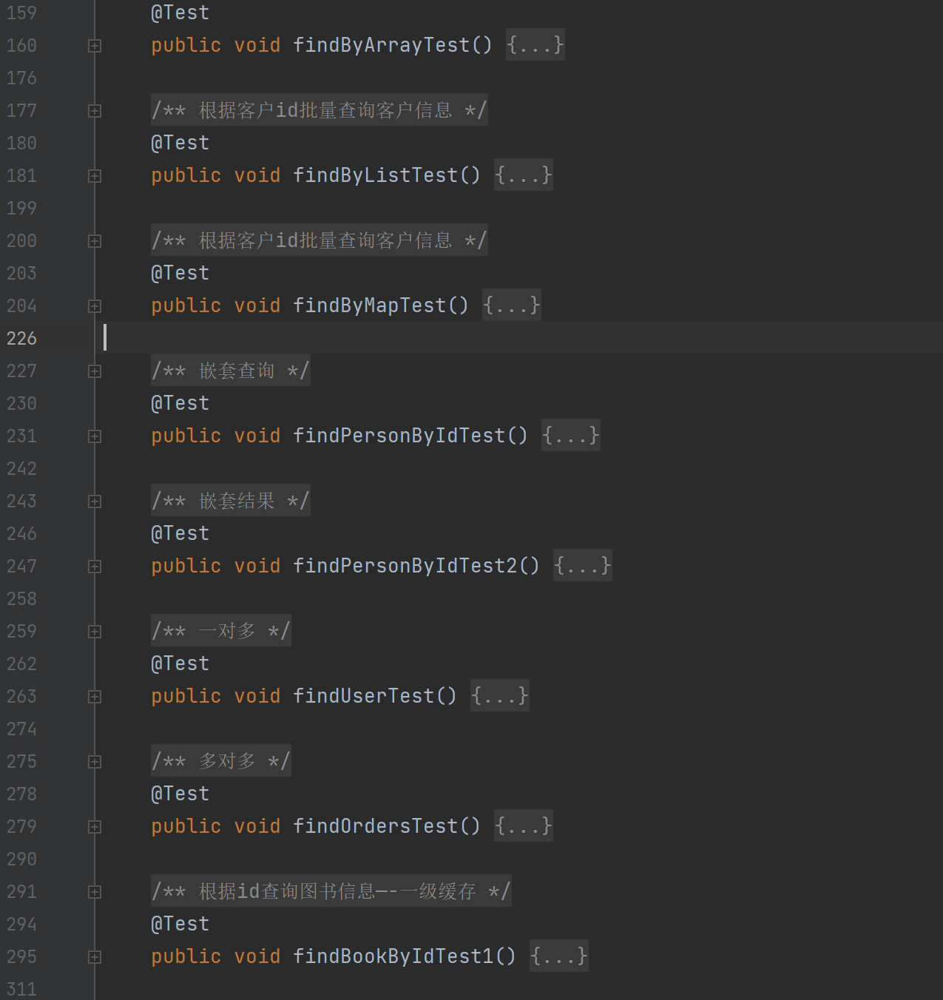 159 @Test
160 public void findByArrayTest() {...}
176
177 /** 根据客户id批量查询客户信息 */
180 @Test
181 public void findByListTest() {...}
199
200 /** 根据客户id批量查询客户信息 */
203 @Test
204 public void findByMapTest() {...}
226
227 /** 嵌套查询 */
230 @Test
231 public void findPersonByIdTest() {...}
242
243 /** 嵌套结果 */
246 @Test
247 public void findPersonByIdTest2() {...}
258
259 /** 一对多 */
262 @Test
263 public void findUserTest() {...}
274
275 /** 多对多 */
278 @Test
279 public void findOrdersTest() {...}
290
291 /** 根据id查询图书信息—-一级缓存 */
294 @Test
295 public void findBookByIdTest1() {...}
311